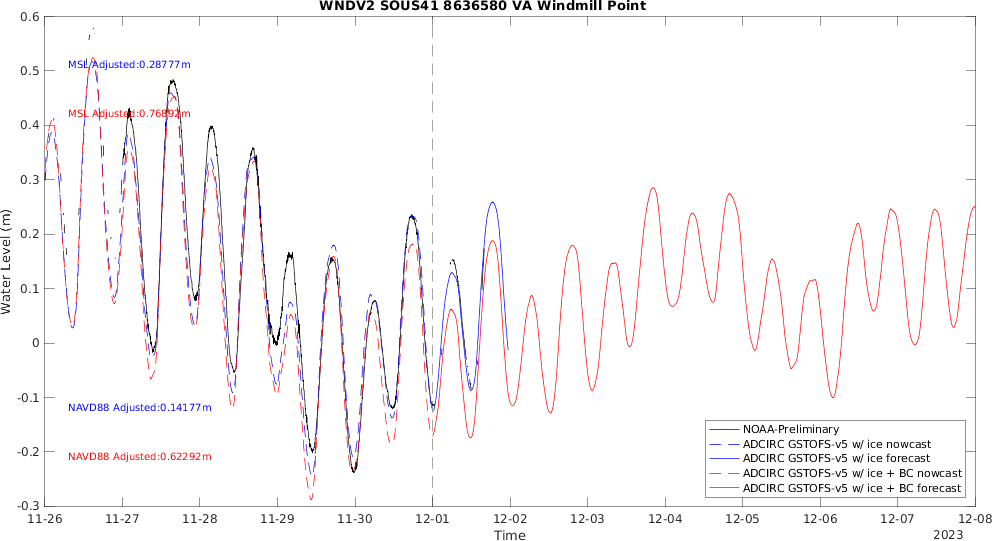 WNDV2 SOUS41 8636580 VA Windmill Point
0.6
0.5
0.4
0.3
0.2
0.1
0
-0.1
-0.2
-0.3
Water Level (m)
MSL Adjusted:0.28777m
MSL Adjusted:0.76892m
NAVD88 Adjusted:0.14177m
NAVD88 Adjusted:0.62292m
NOAA-Preliminary
ADCIRC GSTOFS-v5 w/ ice nowcast
ADCIRC GSTOFS-v5 w/ ice forecast
ADCIRC GSTOFS-v5 w/ ice + BC nowcast
ADCIRC GSTOFS-v5 w/ ice + BC forecast
11-26 11-27 11-28 11-29 11-30 12-01 12-02 12-03 12-04 12-05 12-06 12-07 12-08
Time
2023